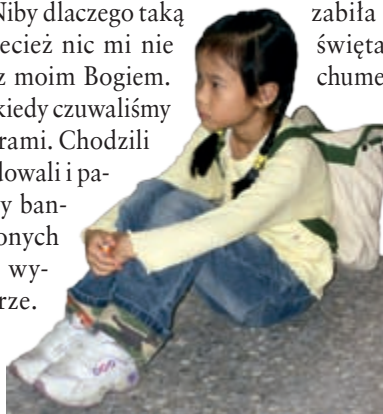 Niby dlaczego taką
ecież nic mi nie
z moim Bogiem.
kiedy czuwaliśmy
rami. Chodzili
dowali i pa-
y ban-
onych
wy-
rze.
zabiła
święta
chume